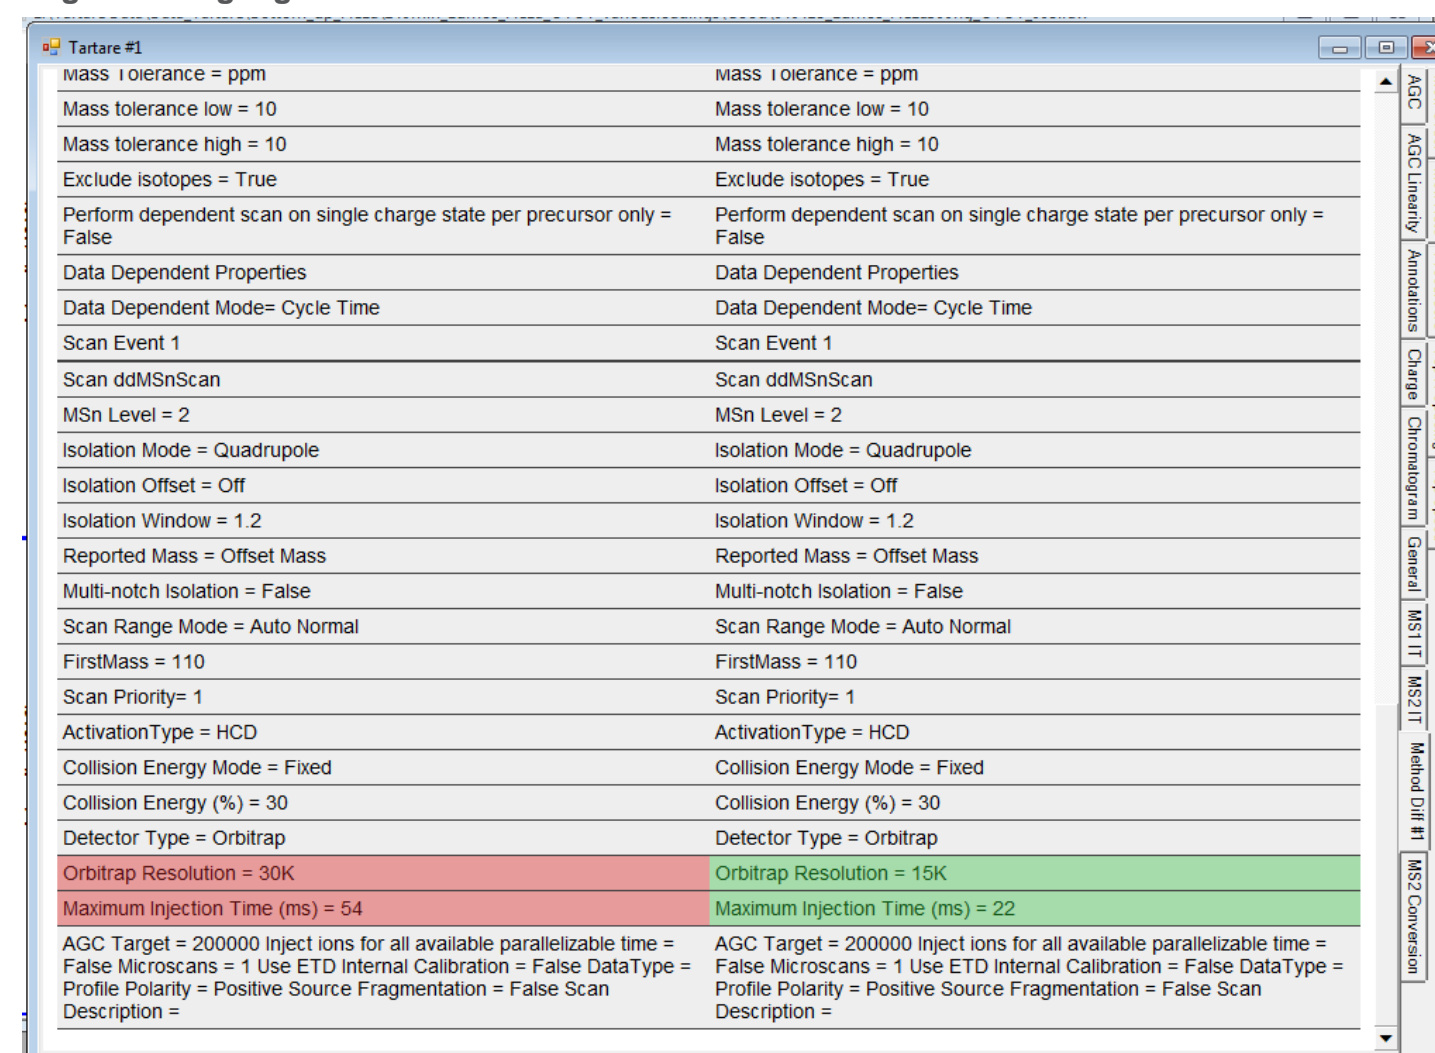 Tartare #1
Mass Tolerance = ppm
Mass Tolerance = ppm
Mass tolerance low = 10
Mass tolerance low = 10
Mass tolerance high = 10
Mass tolerance high = 10
Exclude isotopes = True
Exclude isotopes = True
Perform dependent scan on single charge state per precursor only =
False
Perform dependent scan on single charge state per precursor only =
False
Data Dependent Properties
Data Dependent Properties
Data Dependent Mode= Cycle Time
Data Dependent Mode= Cycle Time
Scan Event 1
Scan Event 1
Scan ddMSnScan
Scan ddMSnScan
MSn Level = 2
MSn Level = 2
Isolation Mode = Quadrupole
Isolation Mode = Quadrupole
Isolation Offset = Off
Isolation Offset = Off
Isolation Window = 1.2
Isolation Window = 1.2
Reported Mass = Offset Mass
Reported Mass = Offset Mass
Multi-notch Isolation = False
Multi-notch Isolation = False
Scan Range Mode = Auto Normal
Scan Range Mode = Auto Normal
FirstMass = 110
FirstMass = 110
Scan Priority= 1
Scan Priority= 1
ActivationType = HCD
ActivationType = HCD
Collision Energy Mode = Fixed
Collision Energy Mode = Fixed
Collision Energy (%) = 30
Collision Energy (%) = 30
Detector Type = Orbitrap
Detector Type = Orbitrap
Orbitrap Resolution = 30K
Orbitrap Resolution = 15K
Maximum Injection Time (ms) = 54
Maximum Injection Time (ms) = 22
AGC Target = 200000 Inject ions for all available parallelizable time =
False Microscans = 1 Use ETD Internal Calibration = False DataType =
Profile Polarity = Positive Source Fragmentation = False Scan
Description =
AGC Target = 200000 Inject ions for all available parallelizable time =
False Microscans = 1 Use ETD Internal Calibration = False DataType =
Profile Polarity = Positive Source Fragmentation = False Scan
Description =
AGC
AGC Linearity
Annotations
Charge
Chromatogram
General
MS1 IT
MS2 IT
Method Diff #1
MS2 Conversion